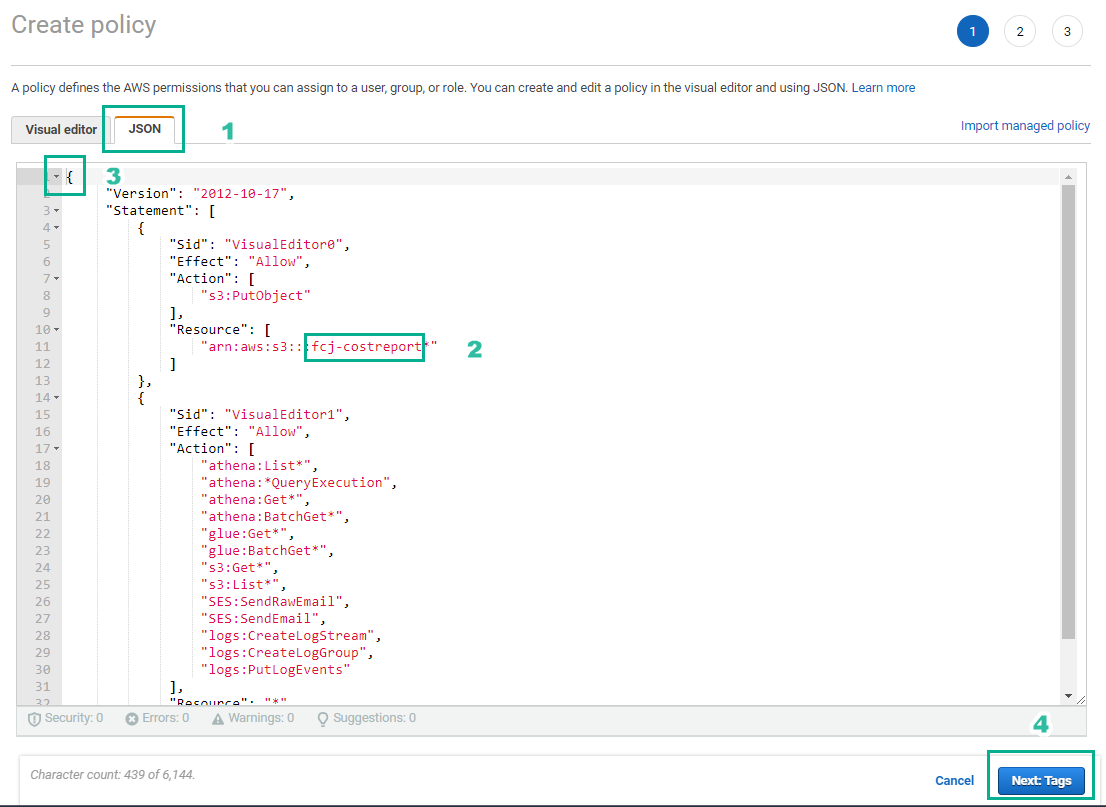 Create policy
1 2 3
A policy defines the AWS permissions that you can assign to a user, group, or role. You can create and edit a policy in the visual editor and using JSON. Learn more
Visual editor JSON 1 Import managed policy
{ 3
2 "Version": "2012-10-17",
3 "Statement": [
4 {
5 "Sid": "VisualEditor0",
6 "Effect": "Allow",
7 "Action": [
8 "s3:PutObject"
9 ],
10 "Resource": [
11 "arn:aws:s3:::fcj-costreport*" 2
12 ]
13 },
14 {
15 "Sid": "VisualEditor1",
16 "Effect": "Allow",
17 "Action": [
18 "athena:List*",
19 "athena:*QueryExecution",
20 "athena:Get*",
21 "athena:BatchGet*",
22 "glue:Get*",
23 "glue:BatchGet*",
24 "s3:Get*",
25 "s3:List*",
26 "SES:SendRawEmail",
27 "SES:SendEmail",
28 "logs:CreateLogStream",
29 "logs:CreateLogGroup",
30 "logs:PutLogEvents"
31 ],
32 "Resource": "*"
Security: 0 Errors: 0 Warnings: 0 Suggestions: 0
4
Character count: 439 of 6,144.
Cancel Next: Tags